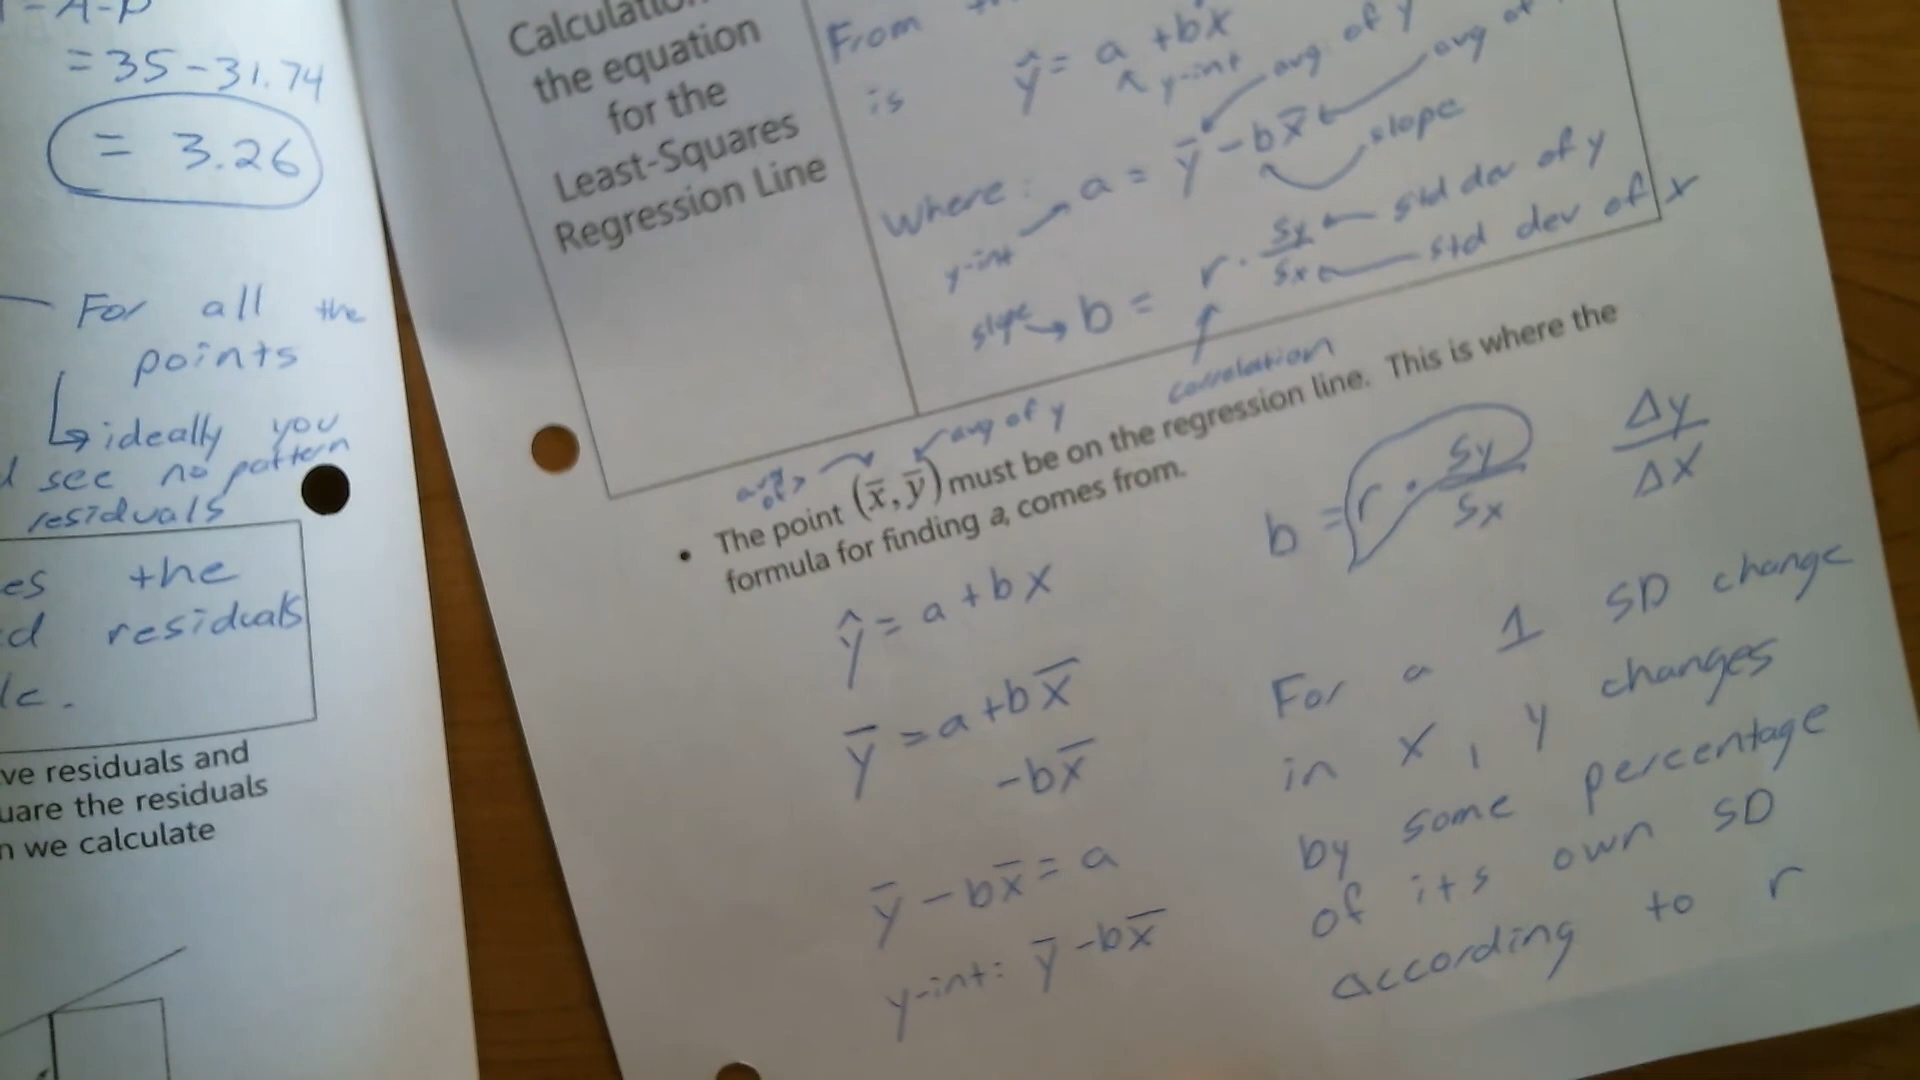 = 35 - 31.74
= 3.26
For all the
points
ideally you
see no pattern
residuals
the
residuals
ve residuals and
uare the residuals
n we calculate
the equation
for the
Least-Squares
Regression Line
From
is ŷ = a + bx
y-int avg. of y
Where: a = ȳ - bx̄ slope
y-int
slope b = r · Sy/Sx
std dev of y
std dev of x
correlation
avg of y
The point (x̄, ȳ) must be on the regression line. This is where the
formula for finding a, comes from.
ŷ = a + bx
ȳ = a + bx̄
-bx̄
ȳ - bx̄ = a
y-int: ȳ - bx̄
b = r · Sy/Sx Δy/Δx
For a 1 SD change
in x, y changes
by some percentage
of its own SD
according to r